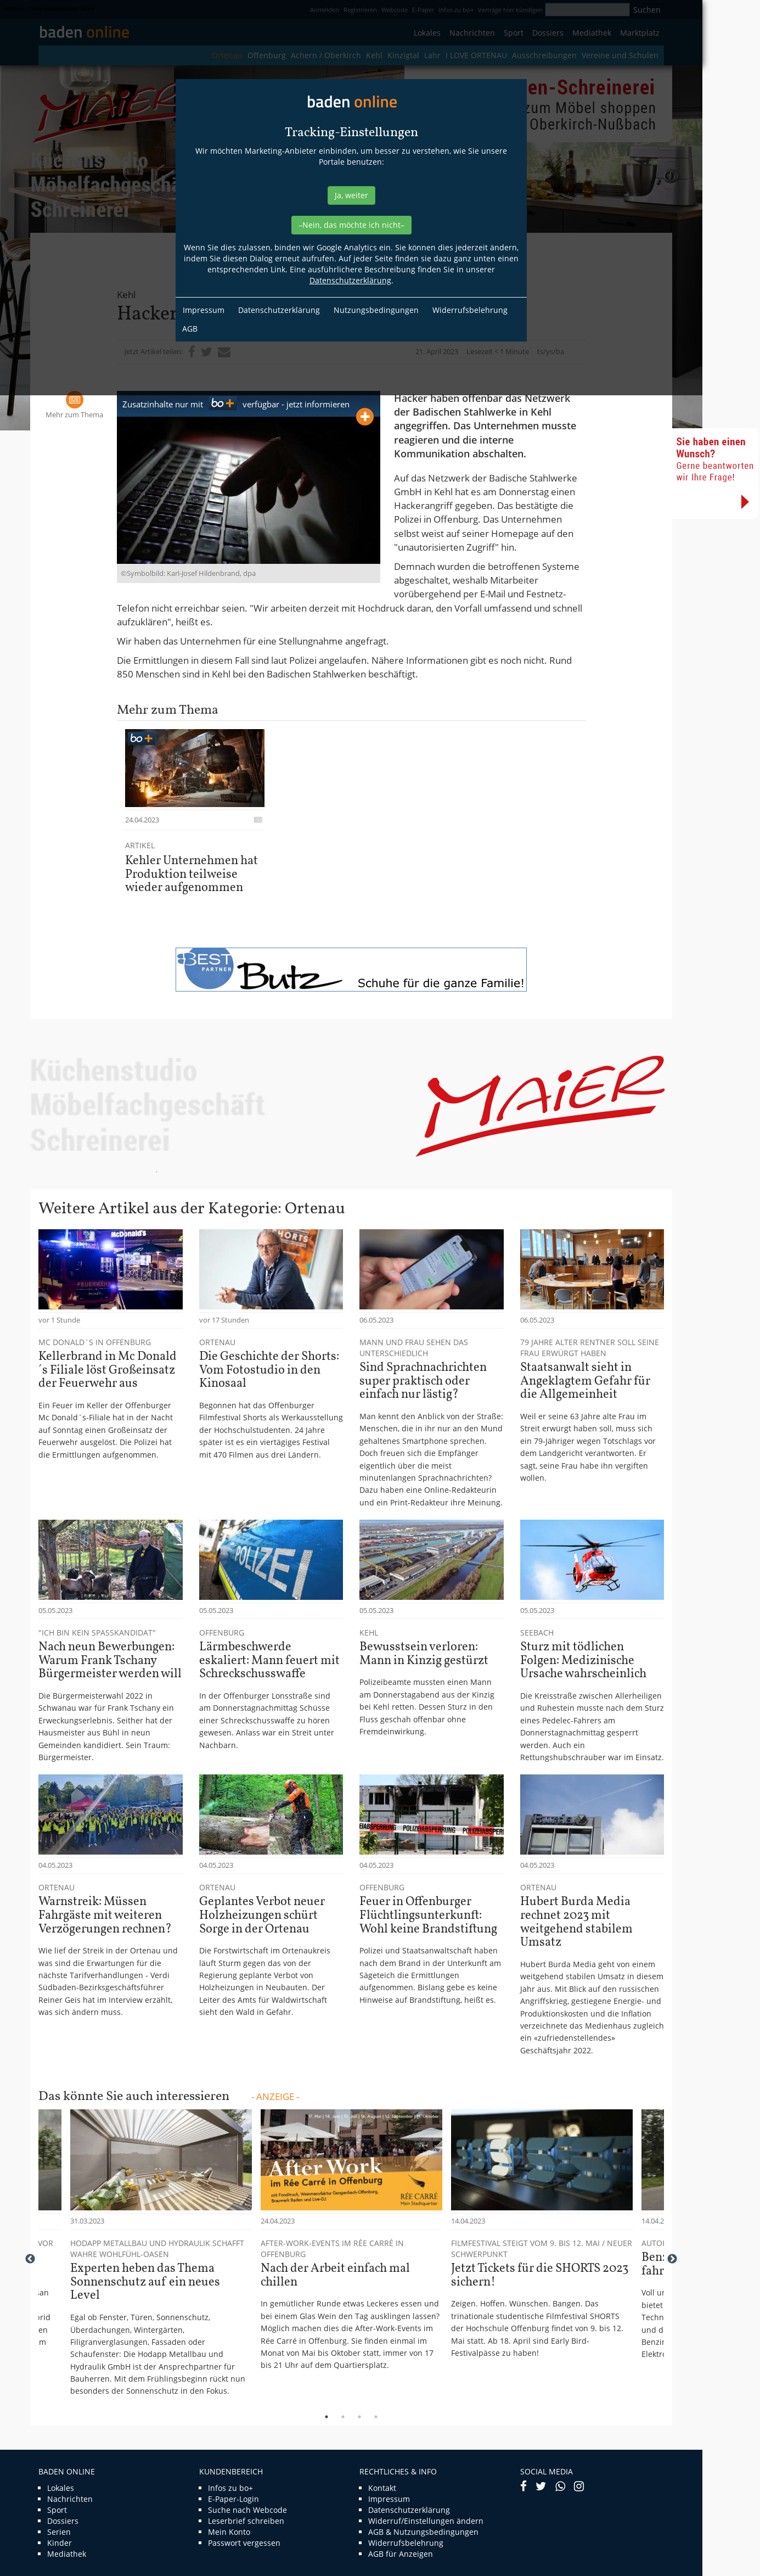 Anmelden Registrieren Webcode E-Paper Infos zu bo+ Verträge hier kündigen Suchen
baden online
Lokales Nachrichten Sport Dossiers Mediathek Marktplatz
Ortenau Offenburg Achern / Oberkirch Kehl Kinzigtal Lahr I LOVE ORTENAU Ausschreibungen Vereine und Schulen
en-Schreinerei
zum Möbel shoppen
Oberkirch-Nußbach
Küchenstudio
Möbelfachgeschä
Schreinerei
baden online
Tracking-Einstellungen
Wir möchten Marketing-Anbieter einbinden, um besser zu verstehen, wie Sie unsere
Portale benutzen:
Ja, weiter
–Nein, das möchte ich nicht–
Wenn Sie dies zulassen, binden wir Google Analytics ein. Sie können dies jederzeit ändern,
indem Sie diesen Dialog erneut aufrufen. Auf jeder Seite finden sie dazu ganz unten einen
entsprechenden Link. Eine ausführlichere Beschreibung finden Sie in unserer
Datenschutzerklärung.
Impressum Datenschutzerklärung Nutzungsbedingungen Widerrufsbelehrung
AGB
Kehl
Hacker
Jetzt Artikel teilen:
21. April 2023 Lesezeit < 1 Minute ts/ys/ba
Mehr zum Thema
Zusatzinhalte nur mit bo+ verfügbar - jetzt informieren
©Symbolbild: Karl-Josef Hildenbrand, dpa
Hacker haben offenbar das Netzwerk
der Badischen Stahlwerke in Kehl
angegriffen. Das Unternehmen musste
reagieren und die interne
Kommunikation abschalten.
Auf das Netzwerk der Badische Stahlwerke
GmbH in Kehl hat es am Donnerstag einen
Hackerangriff gegeben. Das bestätigte die
Polizei in Offenburg. Das Unternehmen
selbst weist auf seiner Homepage auf den
"unautorisierten Zugriff" hin.
Demnach wurden die betroffenen Systeme
abgeschaltet, weshalb Mitarbeiter
vorübergehend per E-Mail und Festnetz-
Telefon nicht erreichbar seien. "Wir arbeiten derzeit mit Hochdruck daran, den Vorfall umfassend und schnell
aufzuklären", heißt es.
Wir haben das Unternehmen für eine Stellungnahme angefragt.
Die Ermittlungen in diesem Fall sind laut Polizei angelaufen. Nähere Informationen gibt es noch nicht. Rund
850 Menschen sind in Kehl bei den Badischen Stahlwerken beschäftigt.
Sie haben einen
Wunsch?
Gerne beantworten
wir Ihre Frage!
Mehr zum Thema
bo+
24.04.2023
ARTIKEL
Kehler Unternehmen hat
Produktion teilweise
wieder aufgenommen
BEST
PARTNER
Butz
Schuhe für die ganze Familie!
Küchenstudio
Möbelfachgeschäft
Schreinerei
MAIER
Weitere Artikel aus der Kategorie: Ortenau
McDonald's
FEUERWEHR
vor 1 Stunde
MC DONALD´S IN OFFENBURG
Kellerbrand in Mc Donald
´s Filiale löst Großeinsatz
der Feuerwehr aus
Ein Feuer im Keller der Offenburger
Mc Donald´s-Filiale hat in der Nacht
auf Sonntag einen Großeinsatz der
Feuerwehr ausgelöst. Die Polizei hat
die Ermittlungen aufgenommen.
SHORTS
vor 17 Stunden
ORTENAU
Die Geschichte der Shorts:
Vom Fotostudio in den
Kinosaal
Begonnen hat das Offenburger
Filmfestival Shorts als Werkausstellung
der Hochschulstudenten. 24 Jahre
später ist es ein viertägiges Festival
mit 470 Filmen aus drei Ländern.
06.05.2023
MANN UND FRAU SEHEN DAS
UNTERSCHIEDLICH
Sind Sprachnachrichten
super praktisch oder
einfach nur lästig?
Man kennt den Anblick von der Straße:
Menschen, die in ihr nur an den Mund
gehaltenes Smartphone sprechen.
Doch freuen sich die Empfänger
eigentlich über die meist
minutenlangen Sprachnachrichten?
Dazu haben eine Online-Redakteurin
und ein Print-Redakteur ihre Meinung.
06.05.2023
79 JAHRE ALTER RENTNER SOLL SEINE
FRAU ERWÜRGT HABEN
Staatsanwalt sieht in
Angeklagtem Gefahr für
die Allgemeinheit
Weil er seine 63 Jahre alte Frau im
Streit erwürgt haben soll, muss sich
ein 79-Jähriger wegen Totschlags vor
dem Landgericht verantworten. Er
sagt, seine Frau habe ihn vergiften
wollen.
05.05.2023
"ICH BIN KEIN SPASSKANDIDAT"
Nach neun Bewerbungen:
Warum Frank Tschany
Bürgermeister werden will
Die Bürgermeisterwahl 2022 in
Schwanau war für Frank Tschany ein
Erweckungserlebnis. Seither hat der
Hausmeister aus Bühl in neun
Gemeinden kandidiert. Sein Traum:
Bürgermeister.
POLIZEI
05.05.2023
OFFENBURG
Lärmbeschwerde
eskaliert: Mann feuert mit
Schreckschusswaffe
In der Offenburger Lonsstraße sind
am Donnerstagnachmittag Schüsse
einer Schreckschusswaffe zu hören
gewesen. Anlass war ein Streit unter
Nachbarn.
05.05.2023
KEHL
Bewusstsein verloren:
Mann in Kinzig gestürzt
Polizeibeamte mussten einen Mann
am Donnerstagabend aus der Kinzig
bei Kehl retten. Dessen Sturz in den
Fluss geschah offenbar ohne
Fremdeinwirkung.
05.05.2023
SEEBACH
Sturz mit tödlichen
Folgen: Medizinische
Ursache wahrscheinlich
Die Kreisstraße zwischen Allerheiligen
und Ruhestein musste nach dem Sturz
eines Pedelec-Fahrers am
Donnerstagnachmittag gesperrt
werden. Auch ein
Rettungshubschrauber war im Einsatz.
04.05.2023
ORTENAU
Warnstreik: Müssen
Fahrgäste mit weiteren
Verzögerungen rechnen?
Wie lief der Streik in der Ortenau und
was sind die Erwartungen für die
nächste Tarifverhandlungen - Verdi
Südbaden-Bezirksgeschäftsführer
Reiner Geis hat im Interview erzählt,
was sich ändern muss.
04.05.2023
ORTENAU
Geplantes Verbot neuer
Holzheizungen schürt
Sorge in der Ortenau
Die Forstwirtschaft im Ortenaukreis
läuft Sturm gegen das von der
Regierung geplante Verbot von
Holzheizungen in Neubauten. Der
Leiter des Amts für Waldwirtschaft
sieht den Wald in Gefahr.
04.05.2023
OFFENBURG
Feuer in Offenburger
Flüchtlingsunterkunft:
Wohl keine Brandstiftung
Polizei und Staatsanwaltschaft haben
nach dem Brand in der Unterkunft am
Sägeteich die Ermittlungen
aufgenommen. Bislang gebe es keine
Hinweise auf Brandstiftung, heißt es.
04.05.2023
ORTENAU
Hubert Burda Media
rechnet 2023 mit
weitgehend stabilem
Umsatz
Hubert Burda Media geht von einem
weitgehend stabilen Umsatz in diesem
Jahr aus. Mit Blick auf den russischen
Angriffskrieg, gestiegene Energie- und
Produktionskosten und die Inflation
verzeichnete das Medienhaus zugleich
ein «zufriedenstellendes»
Geschäftsjahr 2022.
Das könnte Sie auch interessieren - ANZEIGE -
31.03.2023
HODAPP METALLBAU UND HYDRAULIK SCHAFFT
WAHRE WOHLFÜHL-OASEN
Experten heben das Thema
Sonnenschutz auf ein neues
Level
Egal ob Fenster, Türen, Sonnenschutz,
Überdachungen, Wintergärten,
Filigranverglasungen, Fassaden oder
Schaufenster: Die Hodapp Metallbau und
Hydraulik GmbH ist der Ansprechpartner für
Bauherren. Mit dem Frühlingsbeginn rückt nun
besonders der Sonnenschutz in den Fokus.
After Work
im Rée Carré in Offenburg
RÉE CARRÉ
24.04.2023
AFTER-WORK-EVENTS IM RÉE CARRÉ IN
OFFENBURG
Nach der Arbeit einfach mal
chillen
In gemütlicher Runde etwas Leckeres essen und
bei einem Glas Wein den Tag ausklingen lassen?
Möglich machen dies die After-Work-Events im
Rée Carré in Offenburg. Sie finden einmal im
Monat von Mai bis Oktober statt, immer von 17
bis 21 Uhr auf dem Quartiersplatz.
14.04.2023
FILMFESTIVAL STEIGT VOM 9. BIS 12. MAI / NEUER
SCHWERPUNKT
Jetzt Tickets für die SHORTS 2023
sichern!
Zeigen. Hoffen. Wünschen. Bangen. Das
trinationale studentische Filmfestival SHORTS
der Hochschule Offenburg findet von 9. bis 12.
Mai statt. Ab 18. April sind Early Bird-
Festivalpässe zu haben!
BADEN ONLINE
Lokales
Nachrichten
Sport
Dossiers
Serien
Kinder
Mediathek
KUNDENBEREICH
Infos zu bo+
E-Paper-Login
Suche nach Webcode
Leserbrief schreiben
Mein Konto
Passwort vergessen
RECHTLICHES & INFO
Kontakt
Impressum
Datenschutzerklärung
Widerruf/Einstellungen ändern
AGB & Nutzungsbedingungen
Widerrufsbelehrung
AGB für Anzeigen
SOCIAL MEDIA